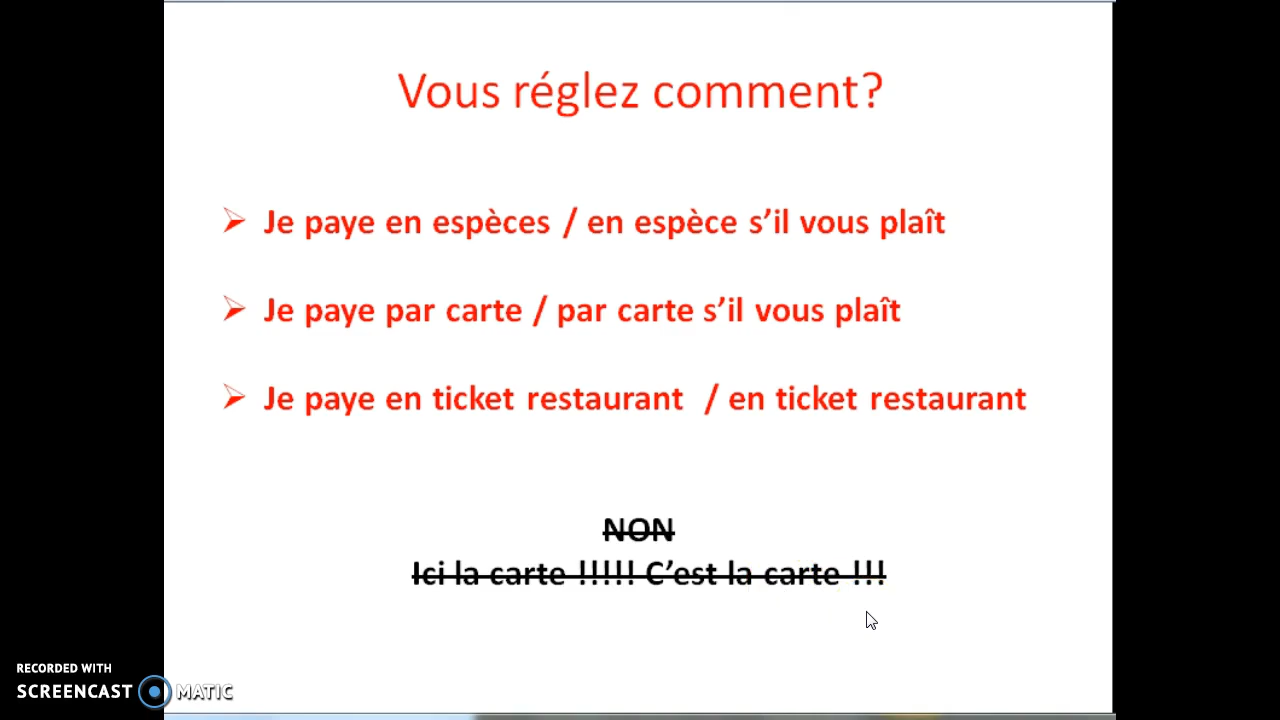 Vous réglez comment?
Je paye en espèces / en espèce s’il vous plaît
Je paye par carte / par carte s’il vous plaît
Je paye en ticket restaurant / en ticket restaurant
NON
Ici la carte !!!!! C’est la carte !!!
RECORDED WITH
SCREENCAST MATIC